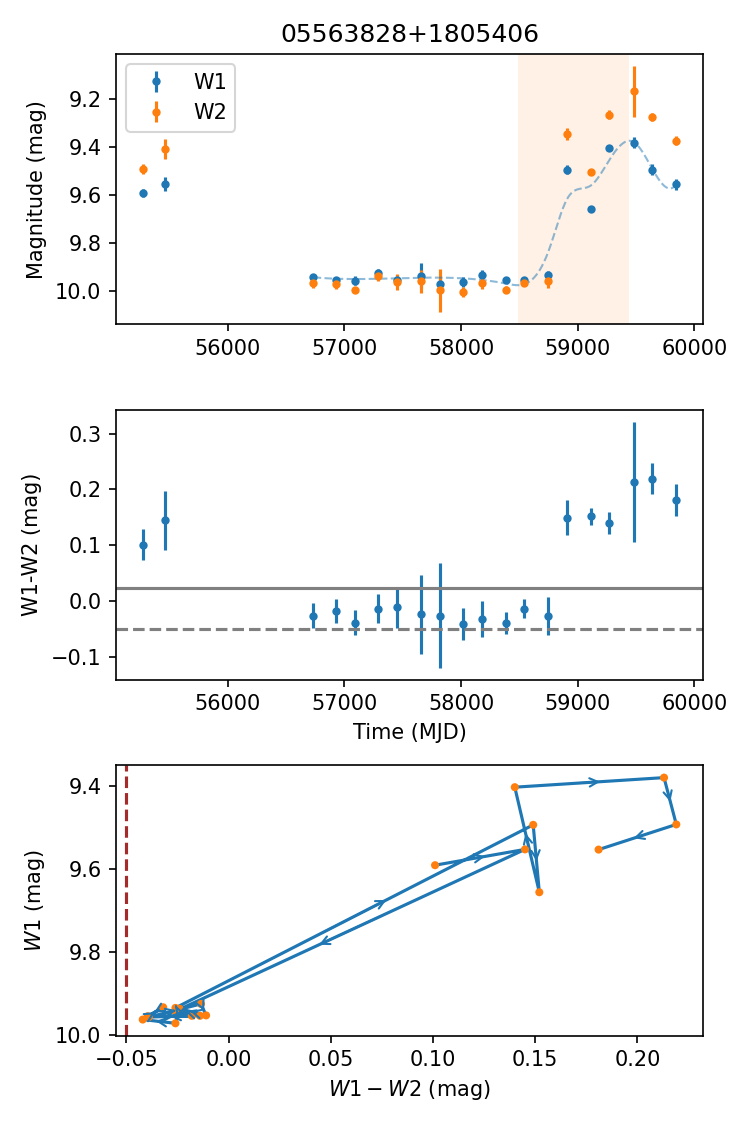 05563828+1805406
W1
W2
Magnitude (mag)
9.2
9.4
9.6
9.8
10.0
56000 57000 58000 59000 60000
W1-W2 (mag)
0.3
0.2
0.1
0.0
−0.1
56000 57000 58000 59000 60000
Time (MJD)
W1 (mag)
9.4
9.6
9.8
10.0
−0.05 0.00 0.05 0.10 0.15 0.20
W1 − W2 (mag)